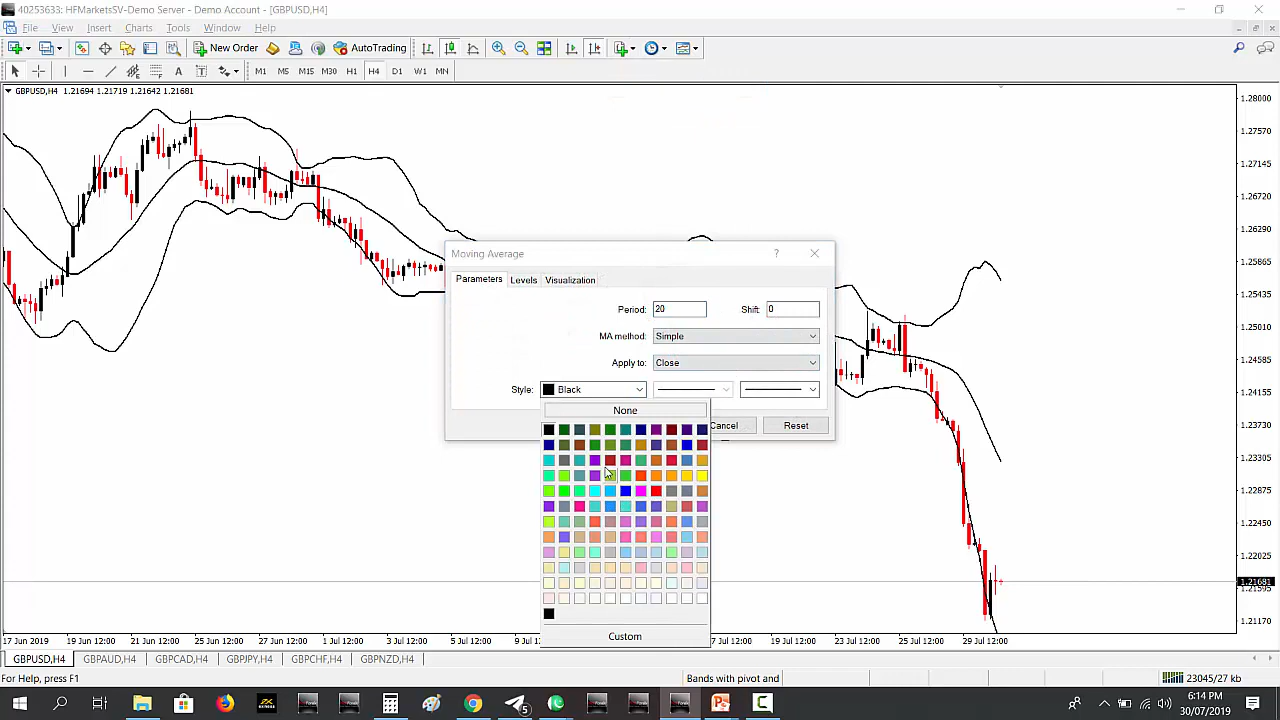 40253633: HFMarketsSV-Demo Server - Demo Account - [GBPUSD,H4]
File View Insert Charts Tools Window Help
New Order AutoTrading
M1 M5 M15 M30 H1 H4 D1 W1 MN
GBPUSD,H4 1.21694 1.21719 1.21642 1.21681
1.28000
1.27570
1.27145
1.26720
1.26290
1.25865
1.25435
1.25010
1.24585
1.24155
1.23730
1.23305
1.22875
1.22450
1.22025
1.21681
1.21595
1.21170
Moving Average
Parameters Levels Visualization
Period: 20 Shift: 0
MA method: Simple
Apply to: Close
Style: Black
None
Cancel Reset
Custom
17 Jun 2019 19 Jun 12:00 21 Jun 12:00 25 Jun 12:00 27 Jun 12:00 1 Jul 12:00 3 Jul 12:00 5 Jul 12:00 Jul 12:00 19 Jul 12:00 23 Jul 12:00 25 Jul 12:00 29 Jul 12:00
GBPUSD,H4 GBPAUD,H4 GBPCAD,H4 GBPJPY,H4 GBPCHF,H4 GBPNZD,H4
For Help, press F1 Bands with pivot and 23045/27 kb
6:14 PM
30/07/2019